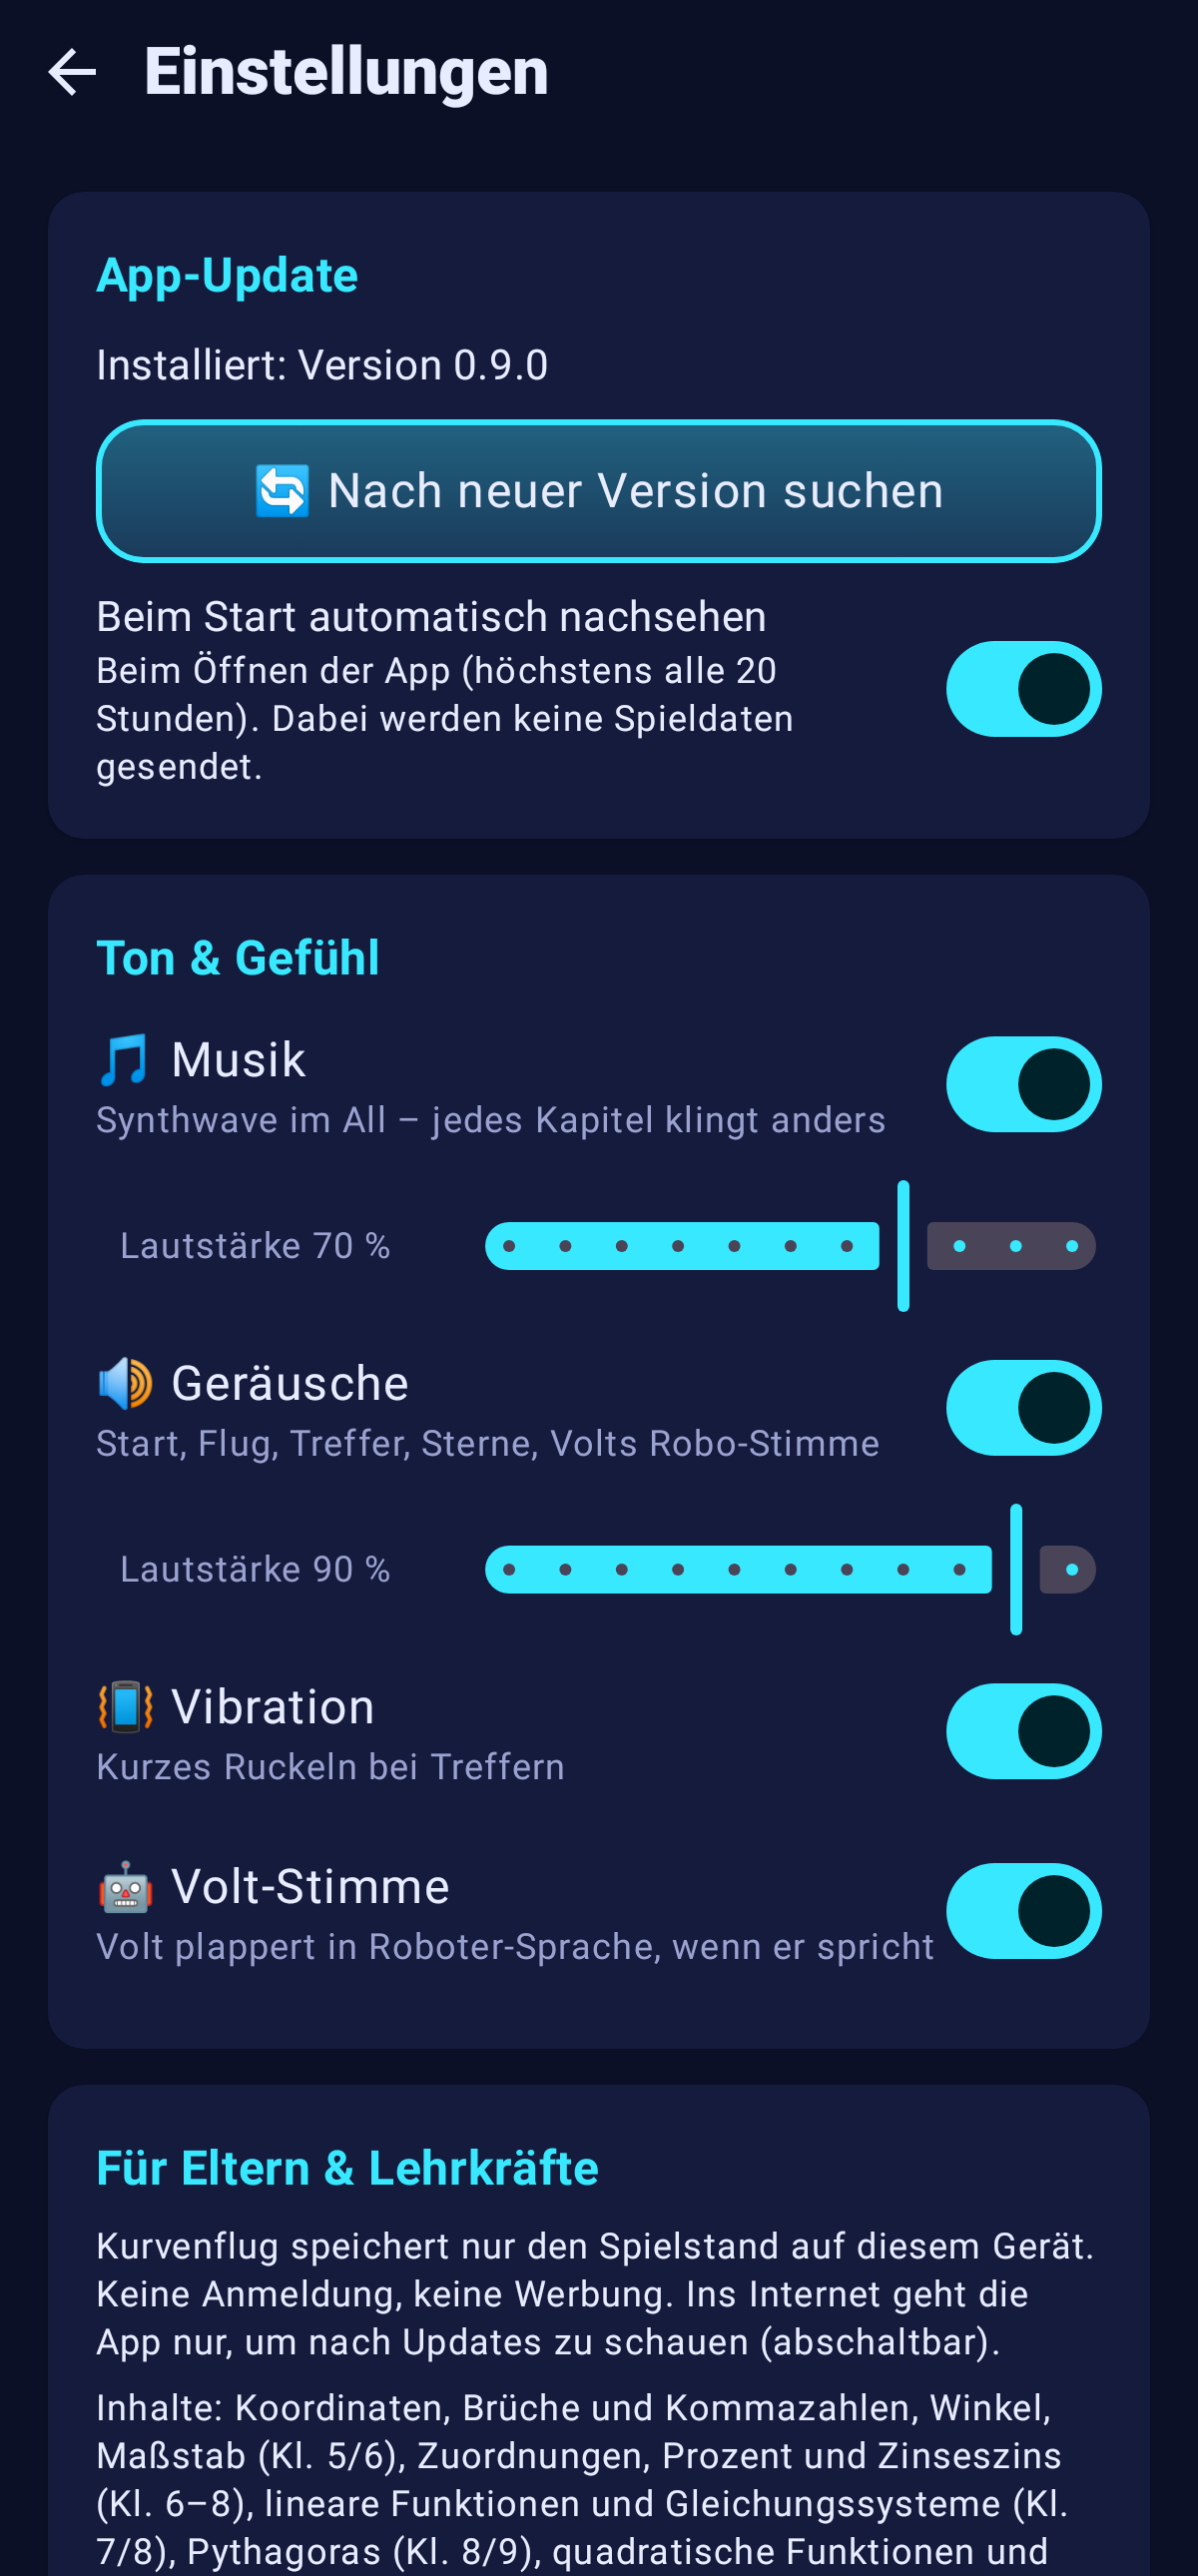 Einstellungen
App-Update
Installiert: Version 0.9.0
Nach neuer Version suchen
Beim Start automatisch nachsehen
Beim Öffnen der App (höchstens alle 20
Stunden). Dabei werden keine Spieldaten
gesendet.
Ton & Gefühl
Musik
Synthwave im All – jedes Kapitel klingt anders
Lautstärke 70 %
Geräusche
Start, Flug, Treffer, Sterne, Volts Robo-Stimme
Lautstärke 90 %
Vibration
Kurzes Ruckeln bei Treffern
Volt-Stimme
Volt plappert in Roboter-Sprache, wenn er spricht
Für Eltern & Lehrkräfte
Kurvenflug speichert nur den Spielstand auf diesem Gerät.
Keine Anmeldung, keine Werbung. Ins Internet geht die
App nur, um nach Updates zu schauen (abschaltbar).
Inhalte: Koordinaten, Brüche und Kommazahlen, Winkel,
Maßstab (Kl. 5/6), Zuordnungen, Prozent und Zinseszins
(Kl. 6–8), lineare Funktionen und Gleichungssysteme (Kl.
7/8), Pythagoras (Kl. 8/9), quadratische Funktionen und